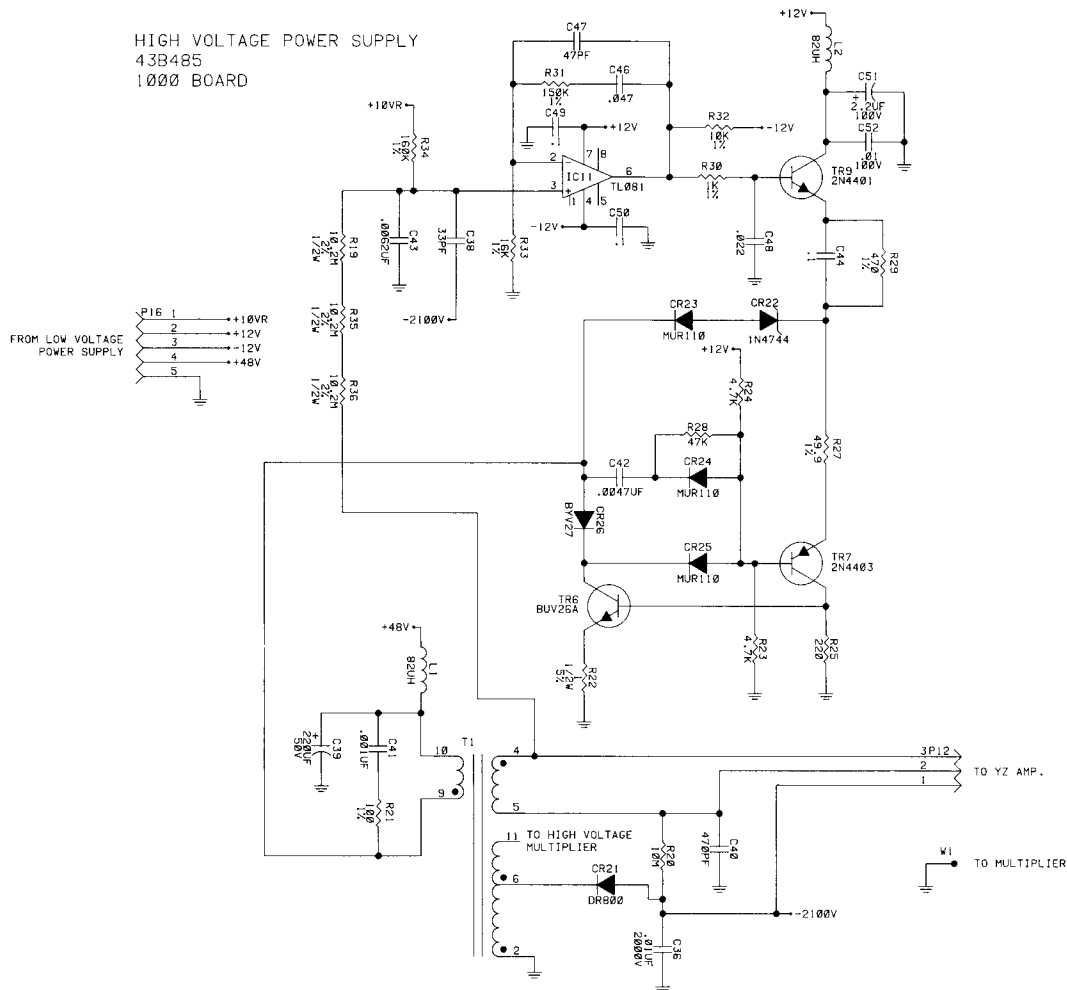 HIGH VOLTAGE POWER SUPPLY
43B485
1000 BOARD
C47
47PF
R31
150K
1%
C46
.047
C49
.1
+12V
+12V
L2
82UH
C51
+
2.2UF
100V
C52
.01
100V
+10VR
R34
160K
1%
R32
10K
1%
-12V
2
-
7
8
IC11
6
TL081
3
+
1
4
5
R30
1K
1%
TR9
2N4401
-12V
C50
.1
R19
10.2M
2%
1/2W
C43
.0062UF
C38
33PF
R33
16K
1%
C48
.022
C44
.1
R29
470
1%
-2100V
P16
1
+10VR
2
+12V
3
-12V
4
+48V
5
FROM LOW VOLTAGE
POWER SUPPLY
R35
10.2M
2%
1/2W
CR23
MUR110
CR22
1N4744
+12V
R36
10.2M
2%
1/2W
R24
4.7K
R28
47K
R27
49.9
1%
C42
.0047UF
CR24
MUR110
CR26
BYV27
CR25
MUR110
TR7
2N4403
TR6
BUV26A
+48V
L1
82UH
R22
1
1/2W
5%
R23
4.7K
R25
220
C39
+
220UF
50V
C41
.001UF
T1
10
9
4
5
3
P12
2
1
TO YZ AMP.
R21
100
1%
11
TO HIGH VOLTAGE
MULTIPLIER
R20
10M
C40
470PF
6
CR21
DR800
W1
TO MULTIPLIER
-2100V
2
C36
.01UF
2000V